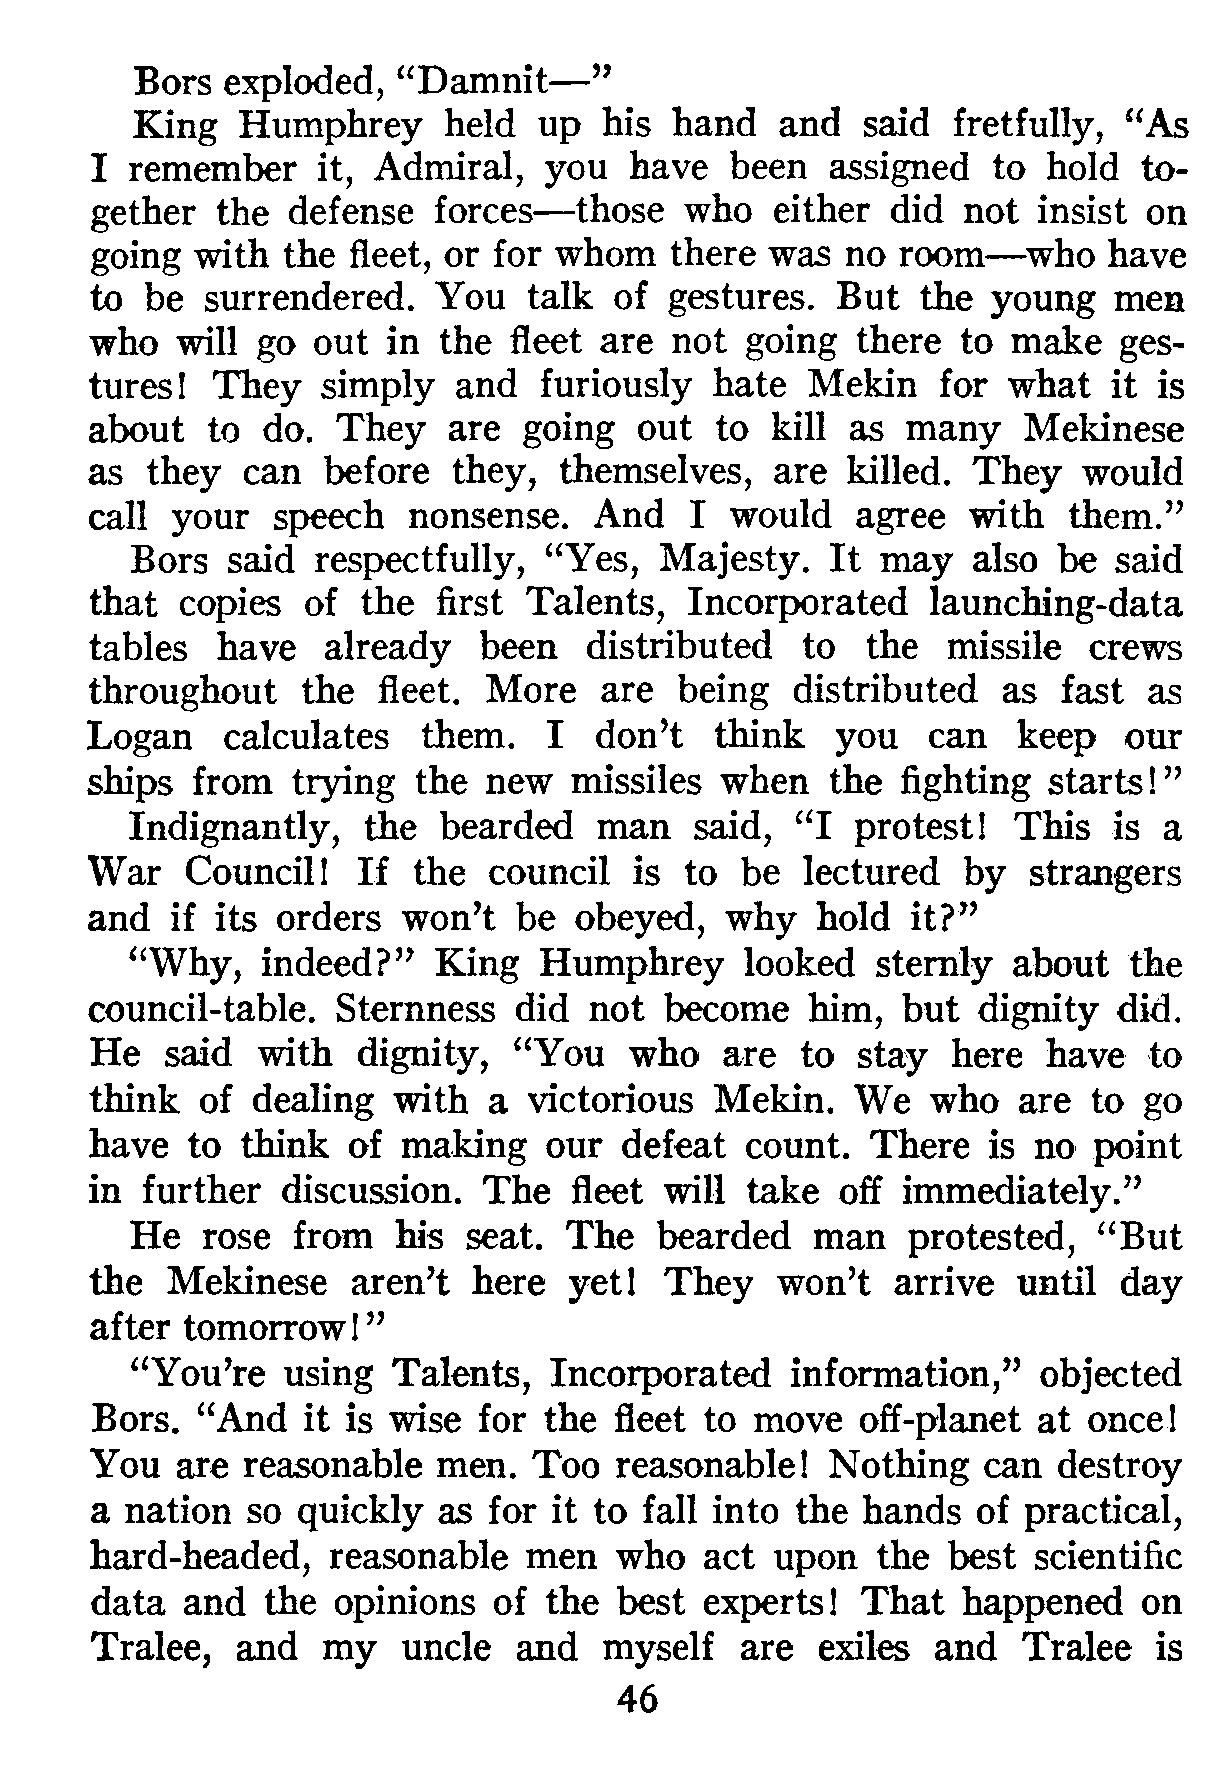 Bors exploded, “Damnit—”
King Humphrey held up his hand and said fretfully, “As
I remember it, Admiral, you have been assigned to hold to-
gether the defense forces—those who either did not insist on
going with the fleet, or for whom there was no room—who have
to be surrendered. You talk of gestures. But the young men
who will go out in the fleet are not going there to make ges-
tures! They simply and furiously hate Mekin for what it is
about to do. They are going out to kill as many Mekinese
as they can before they, themselves, are killed. They would
call your speech nonsense. And I would agree with them.”
Bors said respectfully, “Yes, Majesty. It may also be said
that copies of the first Talents, Incorporated launching-data
tables have already been distributed to the missile crews
throughout the fleet. More are being distributed as fast as
Logan calculates them. I don’t think you can keep our
ships from trying the new missiles when the fighting starts!”
Indignantly, the bearded man said, “I protest! This is a
War Council! If the council is to be lectured by strangers
and if its orders won’t be obeyed, why hold it?”
“Why, indeed?” King Humphrey looked sternly about the
council-table. Sternness did not become him, but dignity did.
He said with dignity, “You who are to stay here have to
think of dealing with a victorious Mekin. We who are to go
have to think of making our defeat count. There is no point
in further discussion. The fleet will take off immediately.”
He rose from his seat. The bearded man protested, “But
the Mekinese aren’t here yet! They won’t arrive until day
after tomorrow!”
“You’re using Talents, Incorporated information,” objected
Bors. “And it is wise for the fleet to move off-planet at once!
You are reasonable men. Too reasonable! Nothing can destroy
a nation so quickly as for it to fall into the hands of practical,
hard-headed, reasonable men who act upon the best scientific
data and the opinions of the best experts! That happened on
Tralee, and my uncle and myself are exiles and Tralee is
46